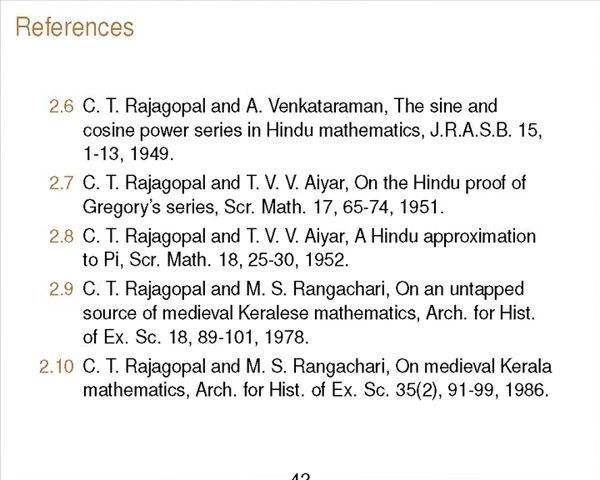 References
2.6 C. T. Rajagopal and A. Venkataraman, The sine and
cosine power series in Hindu mathematics, J.R.A.S.B. 15,
1-13, 1949.
2.7 C. T. Rajagopal and T. V. V. Aiyar, On the Hindu proof of
Gregory's series, Scr. Math. 17, 65-74, 1951.
2.8 C. T. Rajagopal and T. V. V. Aiyar, A Hindu approximation
to Pi, Scr. Math. 18, 25-30, 1952.
2.9 C. T. Rajagopal and M. S. Rangachari, On an untapped
source of medieval Keralese mathematics, Arch. for Hist.
of Ex. Sc. 18, 89-101, 1978.
2.10 C. T. Rajagopal and M. S. Rangachari, On medieval Kerala
mathematics, Arch. for Hist. of Ex. Sc. 35(2), 91-99, 1986.